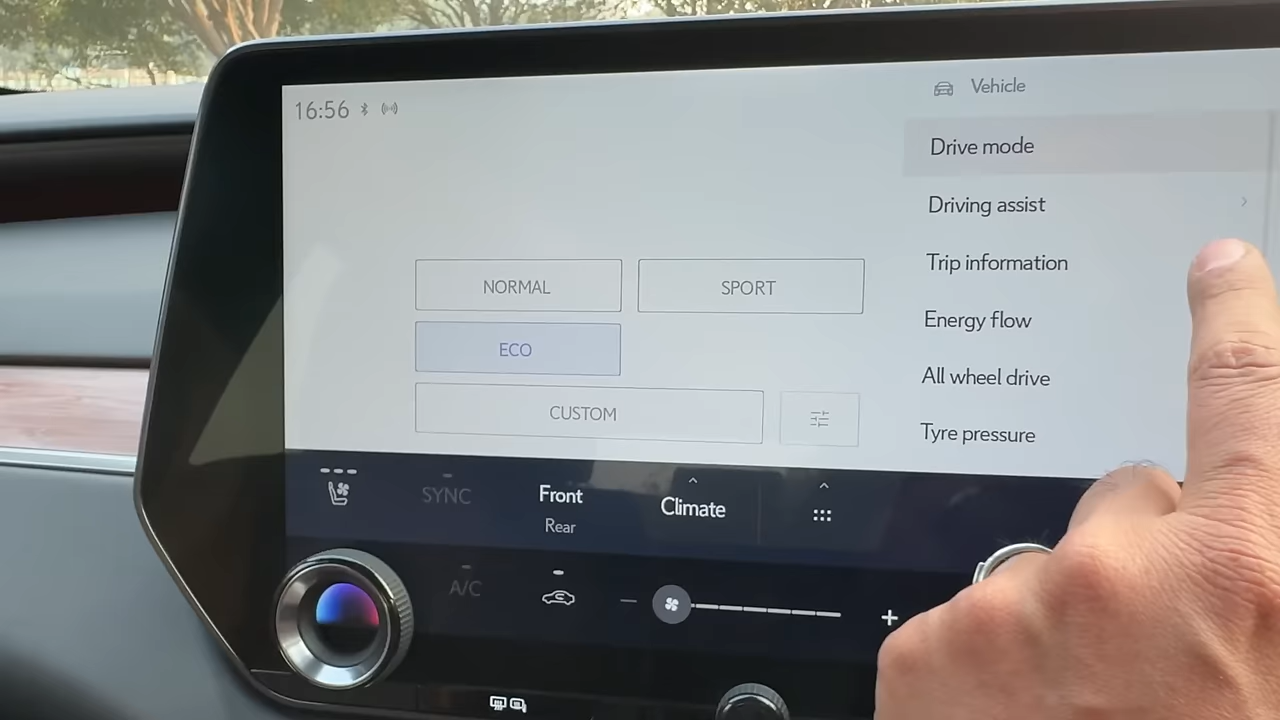 16:56
Vehicle
Drive mode
Driving assist
Trip information
Energy flow
All wheel drive
Tyre pressure
NORMAL
SPORT
ECO
CUSTOM
SYNC
Front
Rear
Climate
A/C